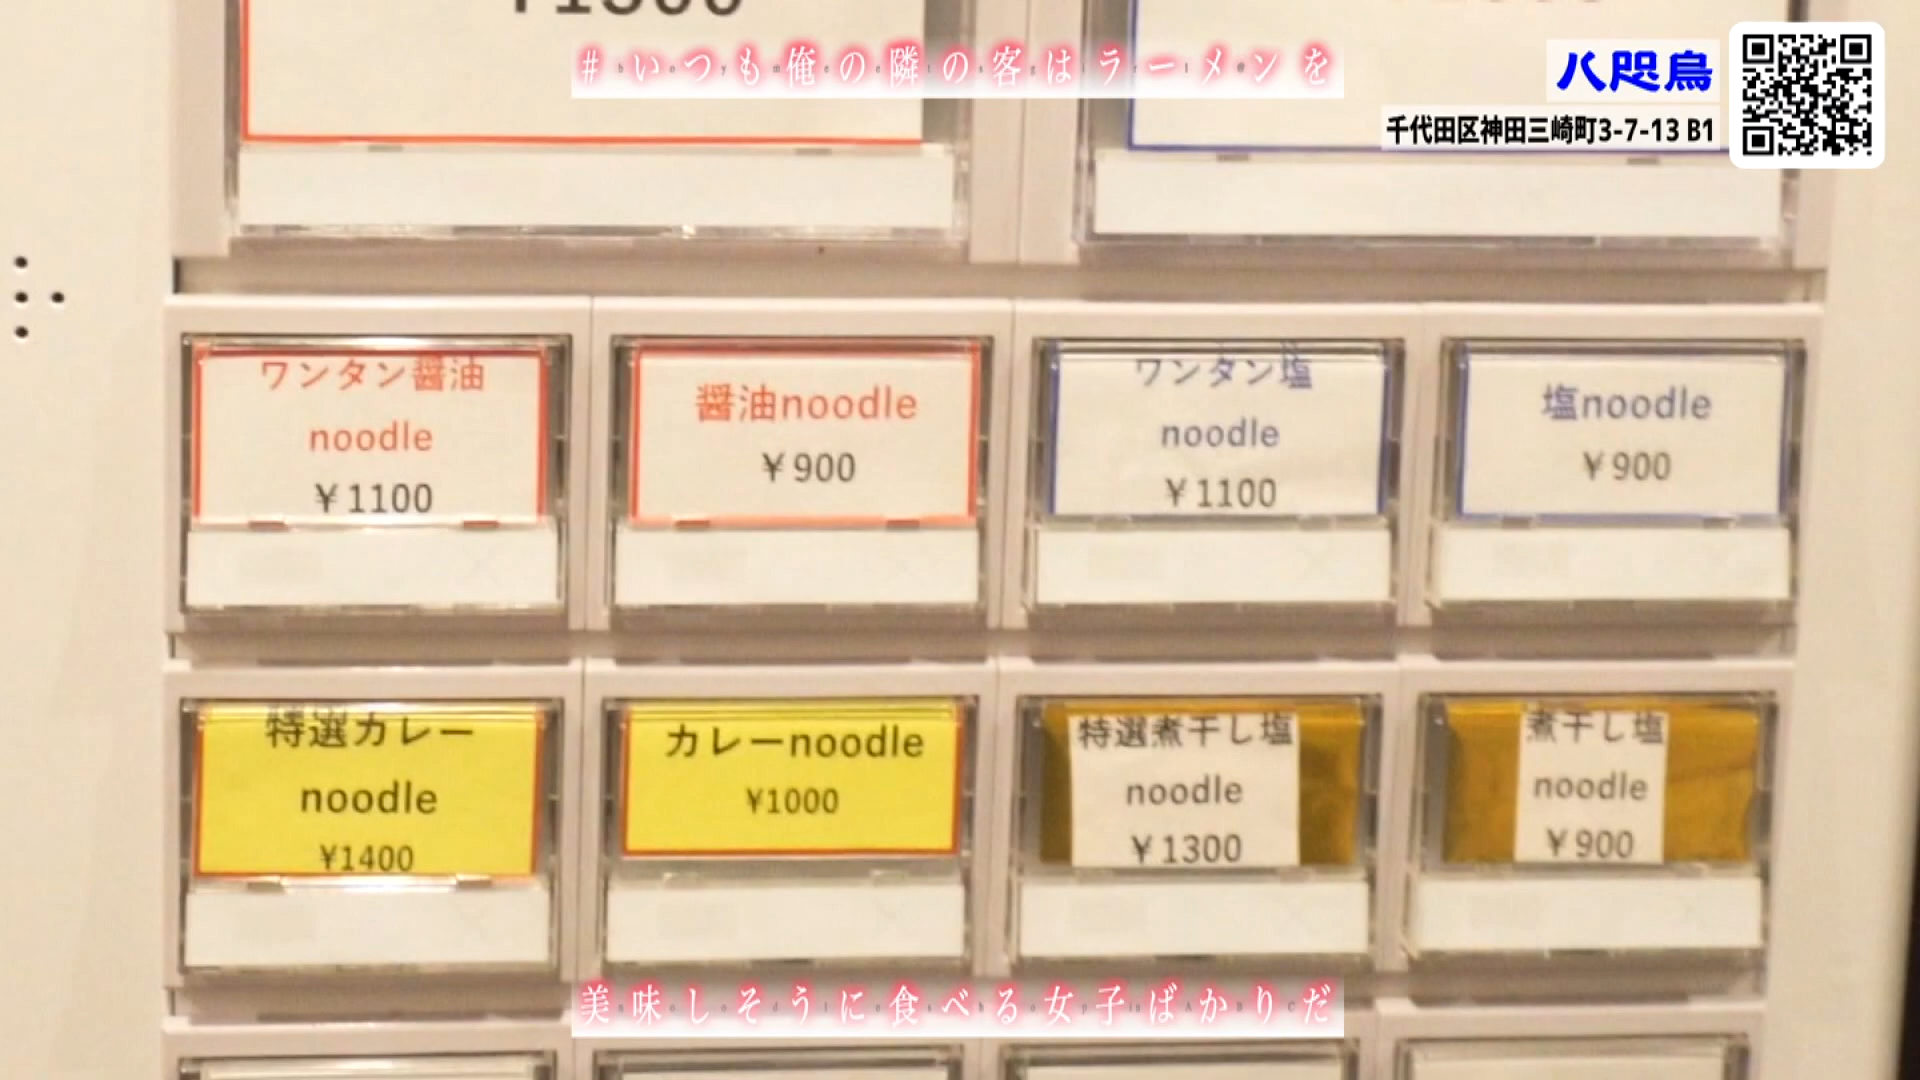 #いつも俺の隣の客はラーメンを
八咫烏
千代田区神田三崎町3-7-13 B1
ワンタン醤油
noodle
￥1100
醤油noodle
￥900
ワンタン塩
noodle
￥1100
塩noodle
￥900
特選カレー
noodle
¥1400
カレーnoodle
¥1000
特選煮干し塩
noodle
￥1300
煮干し塩
noodle
￥900
美味しそうに食べる女子ばかりだ